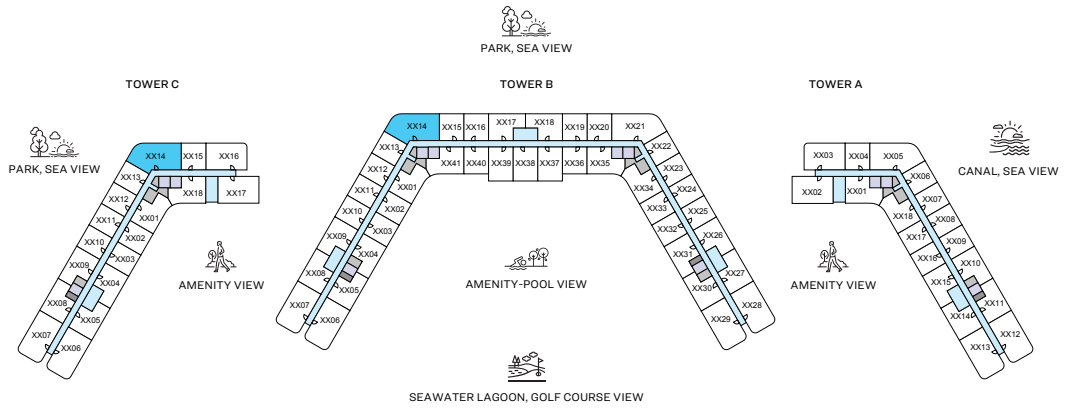 PARK, SEA VIEW
TOWER C
TOWER B
TOWER A
PARK, SEA VIEW
CANAL, SEA VIEW
XX14
XX15
XX16
XX13
XX12
XX11
XX10
XX09
XX08
XX07
XX06
XX05
XX04
XX03
XX02
XX01
XX18
XX17
XX14
XX15
XX16
XX17
XX18
XX19
XX20
XX21
XX13
XX12
XX11
XX10
XX09
XX08
XX07
XX06
XX05
XX04
XX03
XX02
XX01
XX41
XX40
XX39
XX38
XX37
XX36
XX35
XX22
XX23
XX24
XX25
XX26
XX27
XX28
XX29
XX30
XX31
XX32
XX33
XX34
XX03
XX04
XX05
XX02
XX01
XX06
XX07
XX08
XX09
XX10
XX11
XX12
XX13
XX14
XX15
XX16
XX17
XX18
AMENITY VIEW
AMENITY-POOL VIEW
AMENITY VIEW
SEAWATER LAGOON, GOLF COURSE VIEW